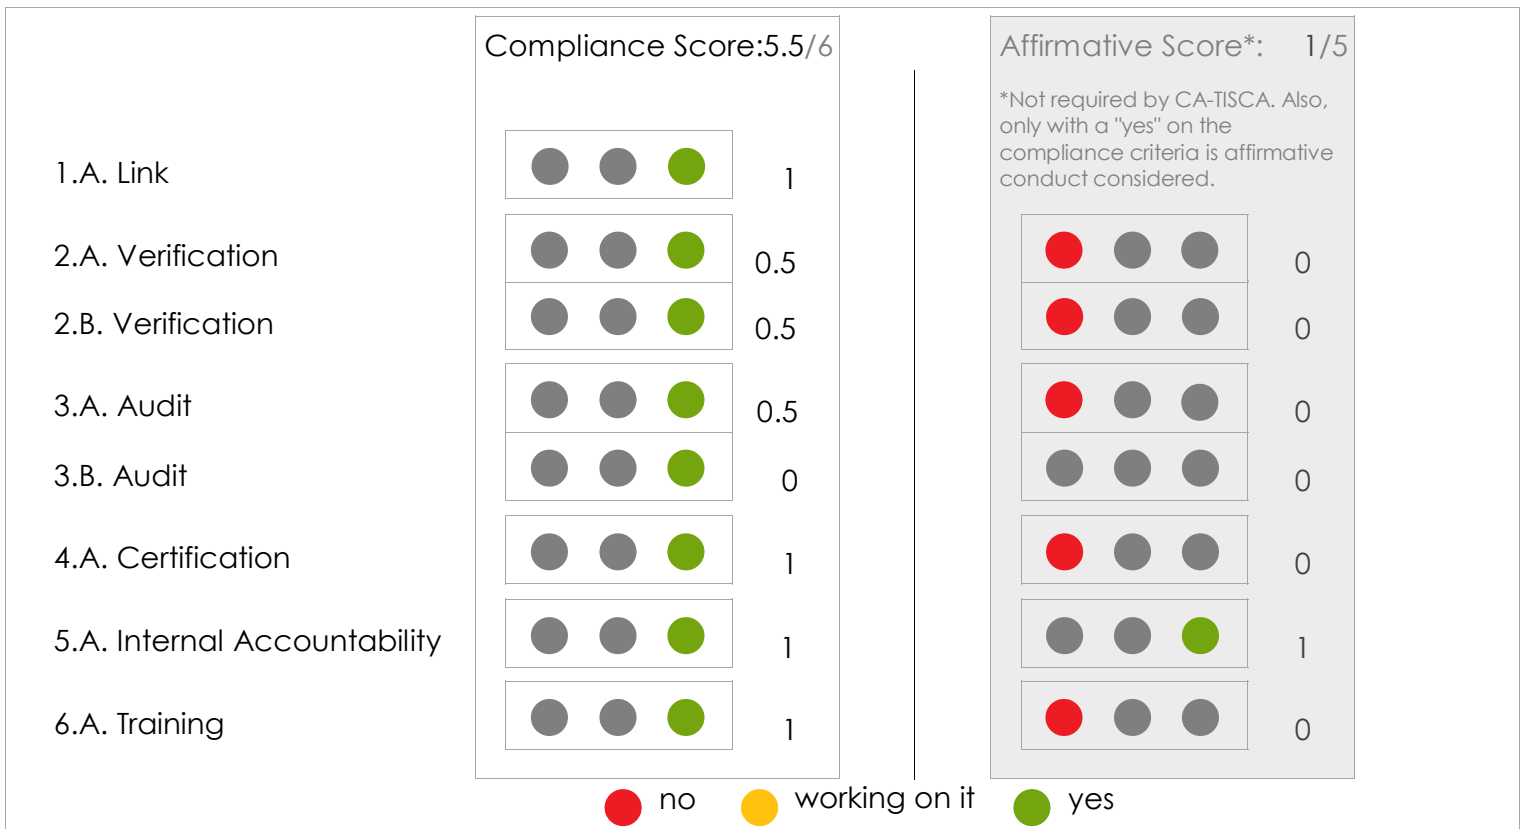 Compliance Score:5.5/6
Affirmative Score*: 1/5
*Not required by CA-TISCA. Also,
only with a "yes" on the
compliance criteria is affirmative
conduct considered.
1.A. Link 1
2.A. Verification 0.5 0
2.B. Verification 0.5 0
3.A. Audit 0.5 0
3.B. Audit 0 0
4.A. Certification 1 0
5.A. Internal Accountability 1 1
6.A. Training 1 0
no working on it yes